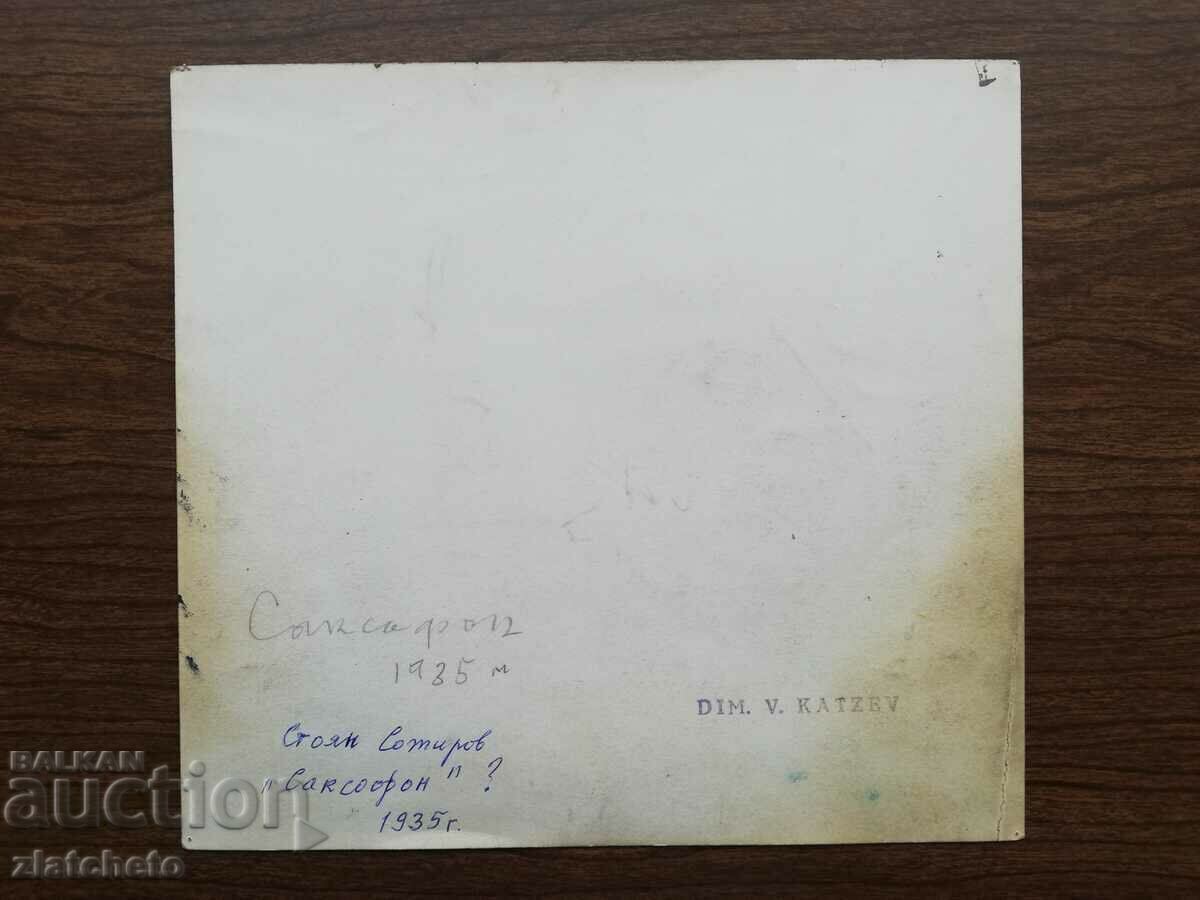 Саксофон
1935 м
DIM. V. KATZEV
Стоян Сотиров
„Саксофон" ?
1935 г.
BALKAN
auction
zlatcheto